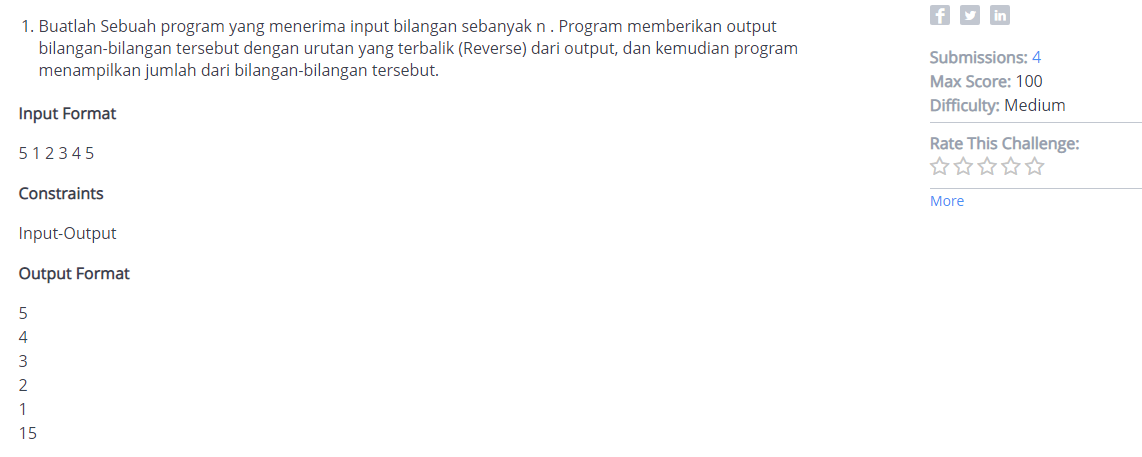 1. Buatlah Sebuah program yang menerima input bilangan sebanyak n . Program memberikan output
bilangan-bilangan tersebut dengan urutan yang terbalik (Reverse) dari output, dan kemudian program
menampilkan jumlah dari bilangan-bilangan tersebut.
Input Format
5 1 2 3 4 5
Constraints
Input-Output
Output Format
5
4
3
2
1
15
f
in
Submissions: 4
Max Score: 100
Difficulty: Medium
Rate This Challenge:
More